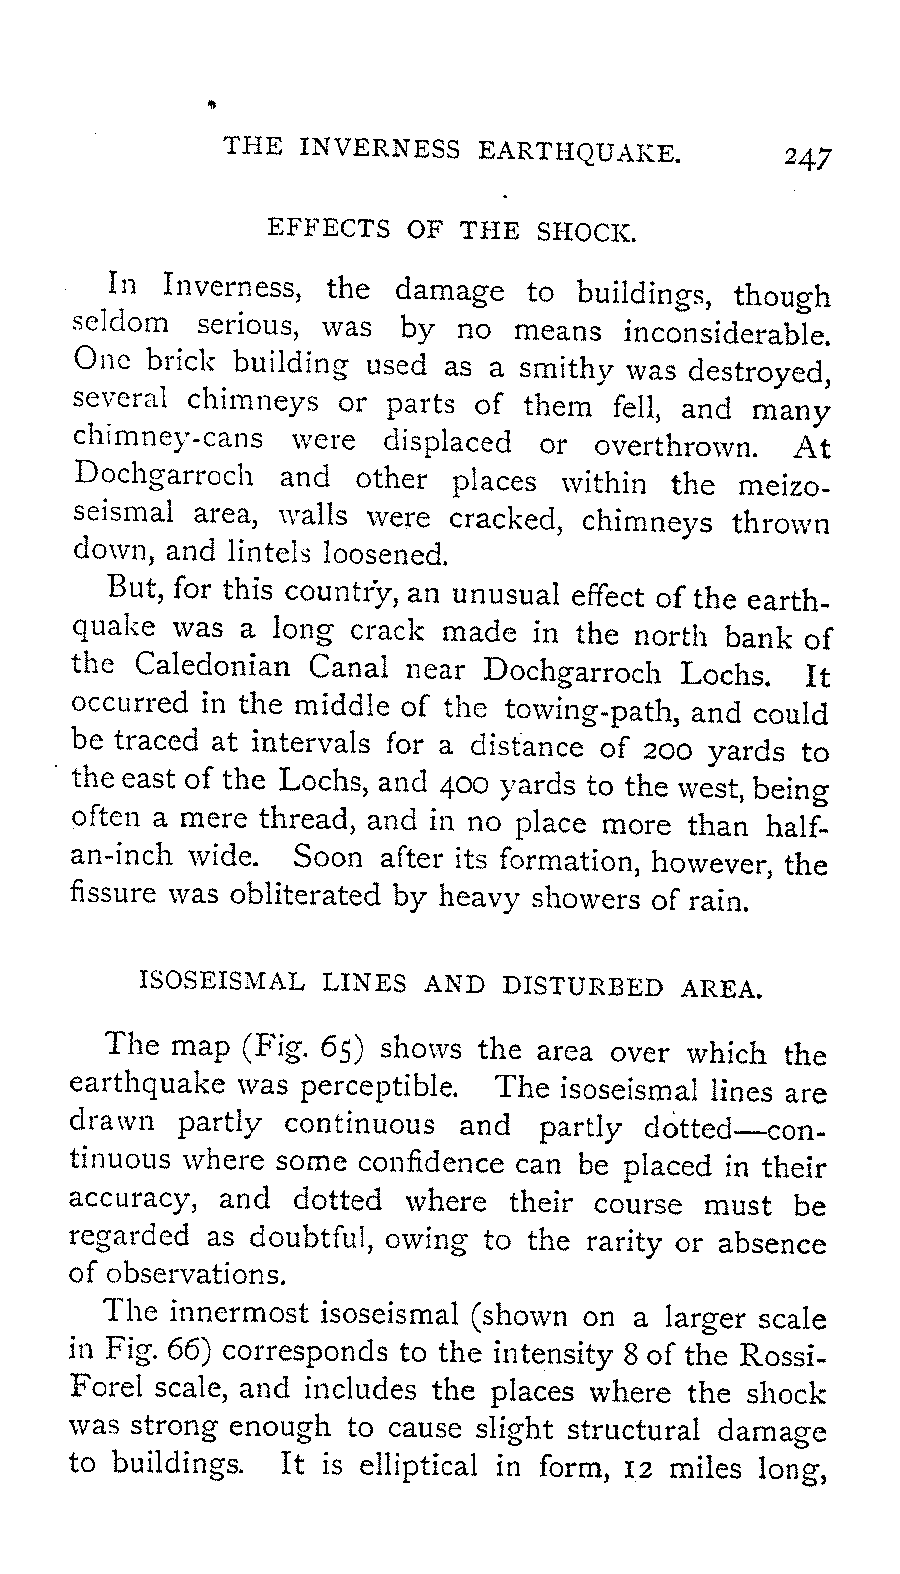 THE INVERNESS EARTHQUAKE. 247
EFFECTS OF THE SHOCK.
In Inverness, the damage to buildings, though
seldom serious, was by no means inconsiderable.
One brick building used as a smithy was destroyed,
several chimneys or parts of them fell, and many
chimney-cans were displaced or overthrown. At
Dochgarroch and other places within the meizo-
seismal area, walls were cracked, chimneys thrown
down, and lintels loosened.
But, for this country, an unusual effect of the earth-
quake was a long crack made in the north bank of
the Caledonian Canal near Dochgarroch Lochs. It
occurred in the middle of the towing-path, and could
be traced at intervals for a distance of 200 yards to
the east of the Lochs, and 400 yards to the west, being
often a mere thread, and in no place more than half-
an-inch wide. Soon after its formation, however, the
fissure was obliterated by heavy showers of rain.
ISOSEISMAL LINES AND DISTURBED AREA.
The map (Fig. 65) shows the area over which the
earthquake was perceptible. The isoseismal lines are
drawn partly continuous and partly dotted—con-
tinuous where some confidence can be placed in their
accuracy, and dotted where their course must be
regarded as doubtful, owing to the rarity or absence
of observations.
The innermost isoseismal (shown on a larger scale
in Fig. 66) corresponds to the intensity 8 of the Rossi-
Forel scale, and includes the places where the shock
was strong enough to cause slight structural damage
to buildings. It is elliptical in form, 12 miles long,